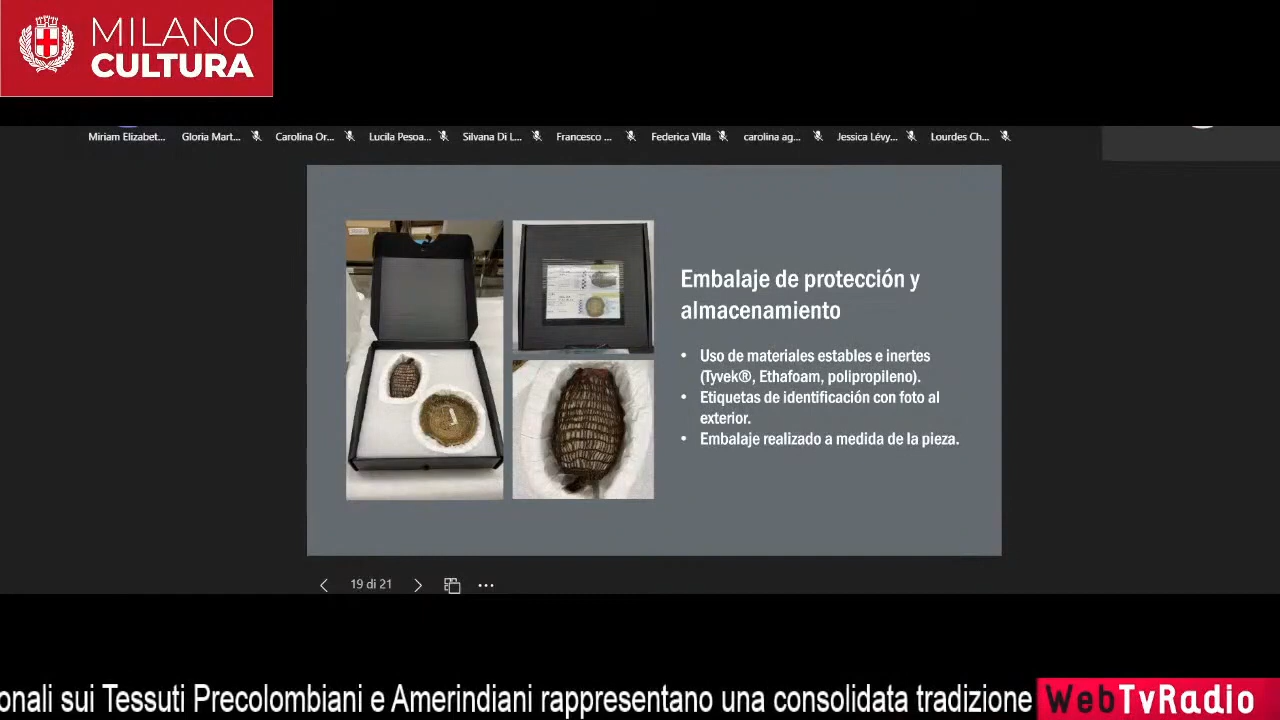 MILANO
CULTURA
Miriam Elizabet... Gloria Mart... Carolina Or... Lucila Pesoa... Silvana Di L... Francesco ... Federica Villa carolina ag... Jessica Lévy... Lourdes Ch...
Embalaje de protección y
almacenamiento
• Uso de materiales estables e inertes
(Tyvek®, Ethafoam, polipropileno).
• Etiquetas de identificación con foto al
exterior.
• Embalaje realizado a medida de la pieza.
19 di 21
onali sui Tessuti Precolombiani e Amerindiani rappresentano una consolidata tradizione
WebTvRadio